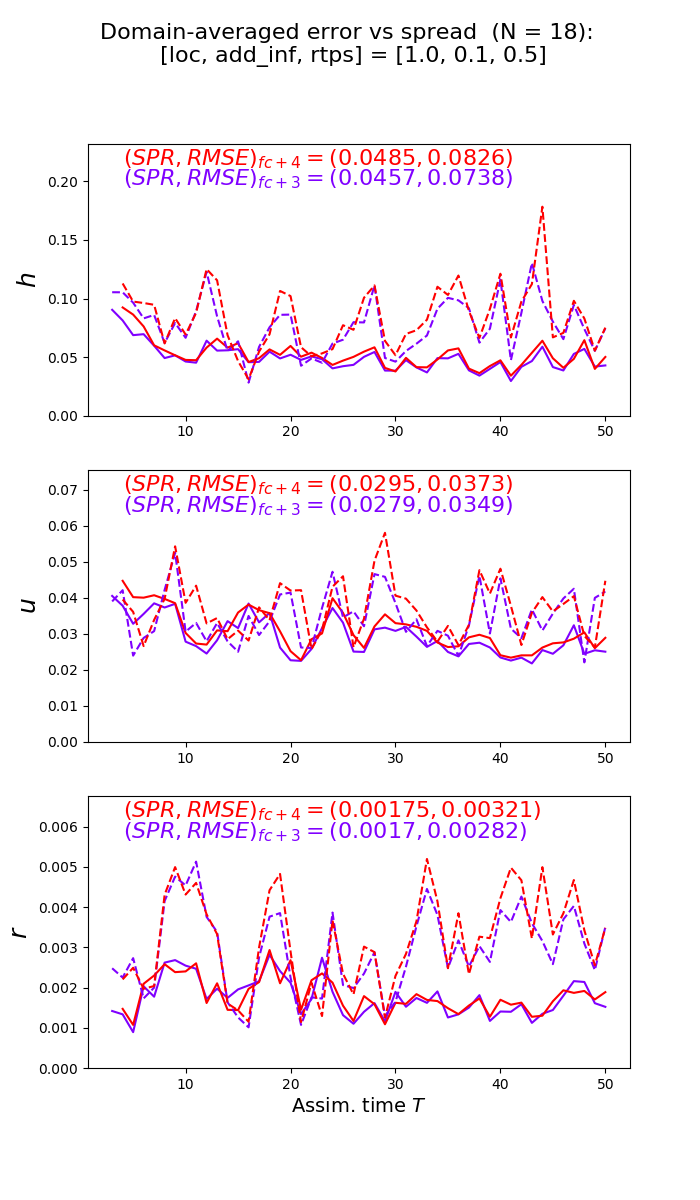 Domain-averaged error vs spread (N = 18):
[loc, add_inf, rtps] = [1.0, 0.1, 0.5]
(SPR, RMSE)fc+4 = (0.0485, 0.0826)
(SPR, RMSE)fc+3 = (0.0457, 0.0738)
0.20
0.15
h
0.10
0.05
0.00
10 20 30 40 50
(SPR, RMSE)fc+4 = (0.0295, 0.0373)
(SPR, RMSE)fc+3 = (0.0279, 0.0349)
0.07
0.06
0.05
0.04
u
0.03
0.02
0.01
0.00
10 20 30 40 50
(SPR, RMSE)fc+4 = (0.00175, 0.00321)
(SPR, RMSE)fc+3 = (0.0017, 0.00282)
0.006
0.005
0.004
r
0.003
0.002
0.001
0.000
10 20 30 40 50
Assim. time T